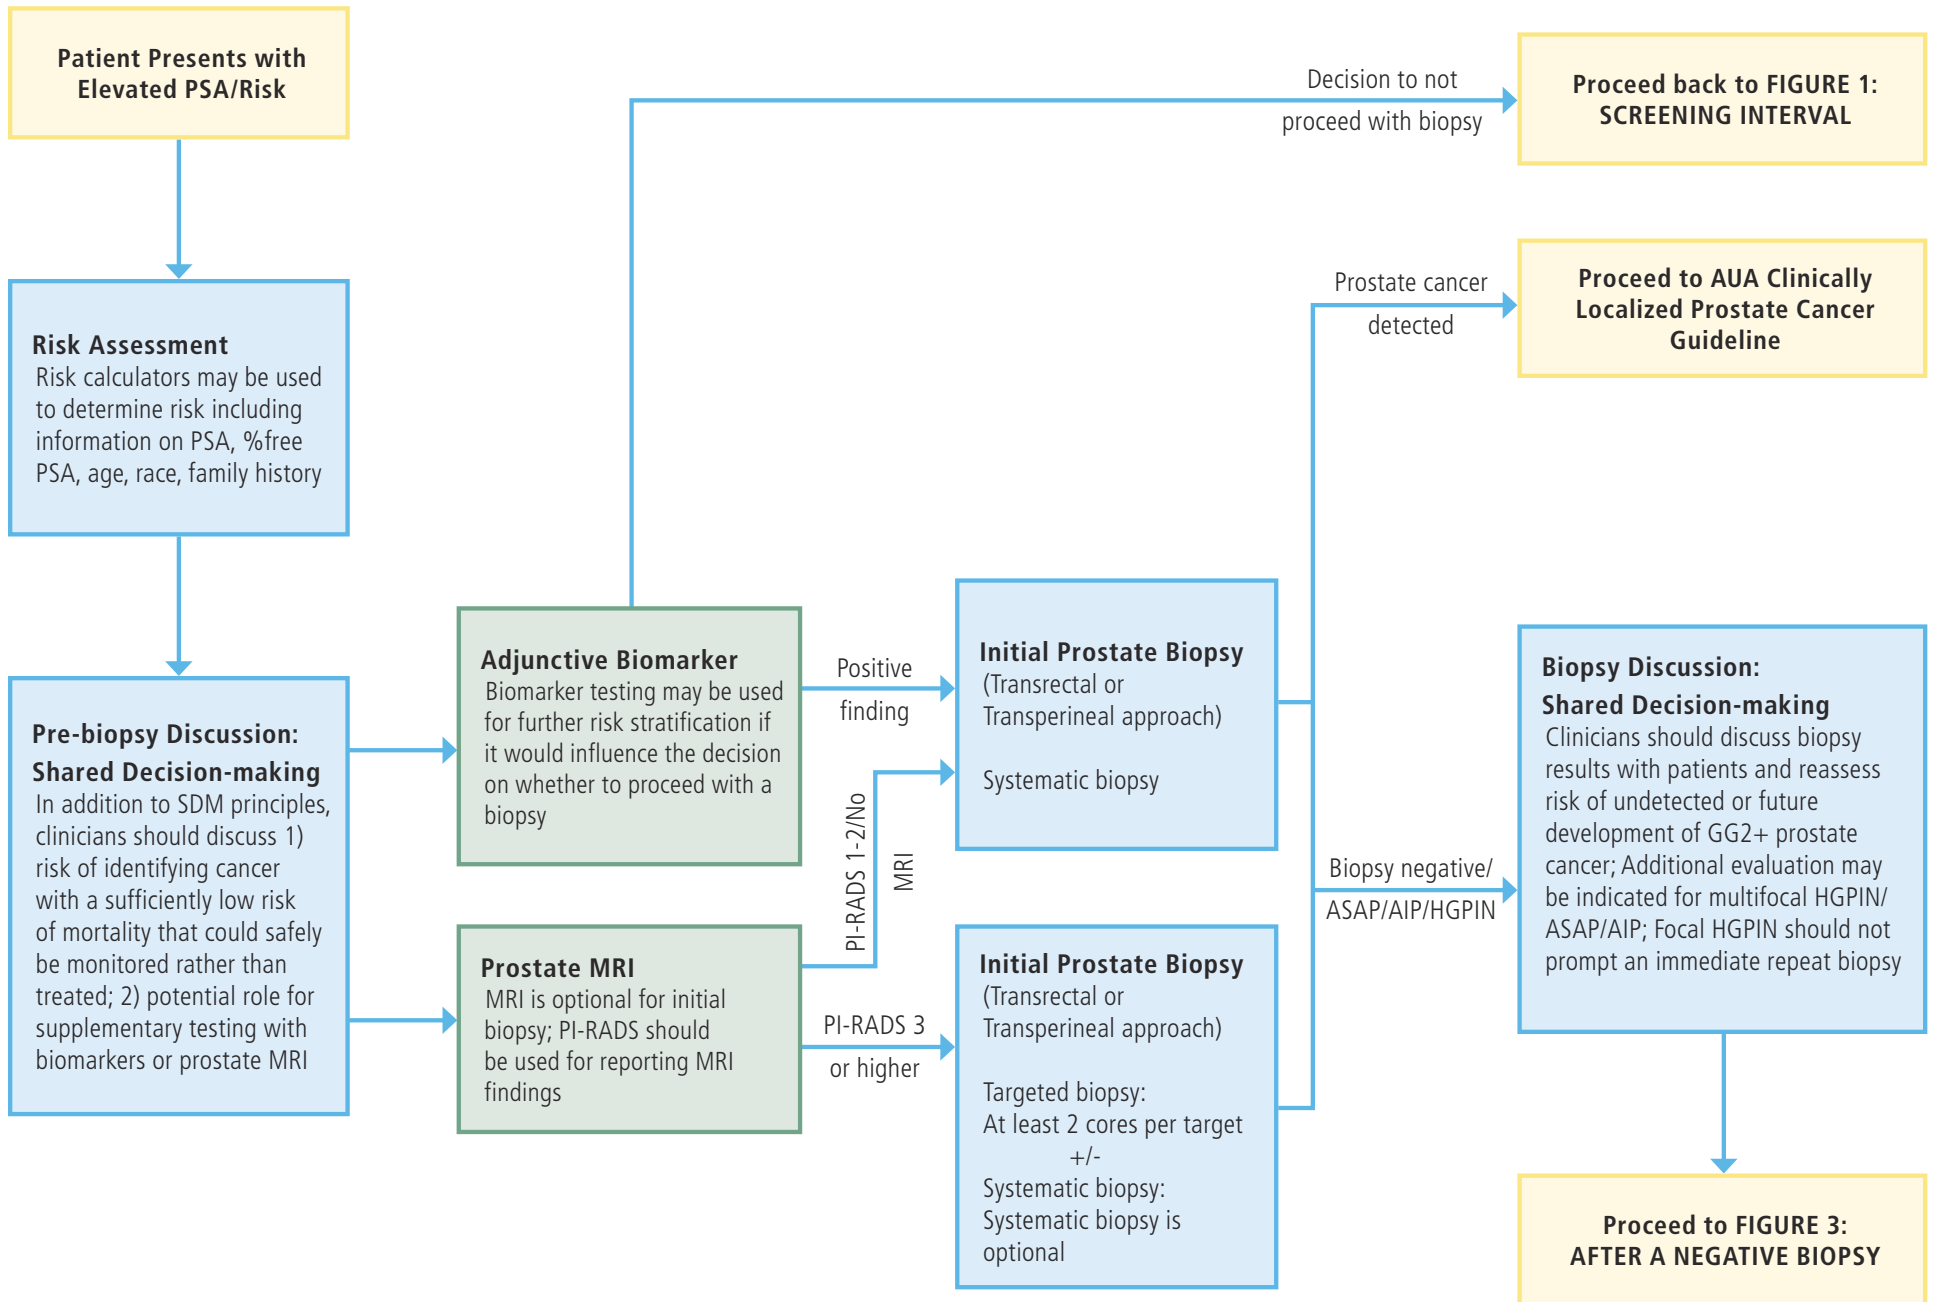 Patient Presents with
Elevated PSA/Risk
Risk Assessment
Risk calculators may be used
to determine risk including
information on PSA, %free
PSA, age, race, family history
Pre-biopsy Discussion:
Shared Decision-making
In addition to SDM principles,
clinicians should discuss 1)
risk of identifying cancer
with a sufficiently low risk
of mortality that could safely
be monitored rather than
treated; 2) potential role for
supplementary testing with
biomarkers or prostate MRI
Adjunctive Biomarker
Biomarker testing may be used
for further risk stratification if
it would influence the decision
on whether to proceed with a
biopsy
Prostate MRI
MRI is optional for initial
biopsy; PI-RADS should
be used for reporting MRI
findings
Decision to not
proceed with biopsy
Proceed back to FIGURE 1:
SCREENING INTERVAL
Positive
finding
PI-RADS 1-2/No
MRI
PI-RADS 3
or higher
Initial Prostate Biopsy
(Transrectal or
Transperineal approach)
Systematic biopsy
Initial Prostate Biopsy
(Transrectal or
Transperineal approach)
Targeted biopsy:
At least 2 cores per target
+/-
Systematic biopsy:
Systematic biopsy is
optional
Prostate cancer
detected
Proceed to AUA Clinically
Localized Prostate Cancer
Guideline
Biopsy negative/
ASAP/AIP/HGPIN
Biopsy Discussion:
Shared Decision-making
Clinicians should discuss biopsy
results with patients and reassess
risk of undetected or future
development of GG2+ prostate
cancer; Additional evaluation may
be indicated for multifocal HGPIN/
ASAP/AIP; Focal HGPIN should not
prompt an immediate repeat biopsy
Proceed to FIGURE 3:
AFTER A NEGATIVE BIOPSY